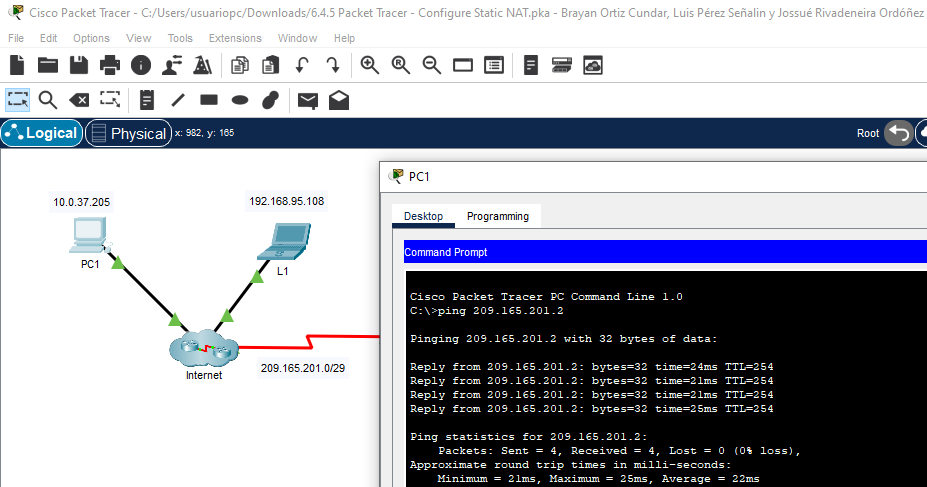 Cisco Packet Tracer - C:/Users/usuariopc/Downloads/6.4.5 Packet Tracer - Configure Static NAT.pka - Brayan Ortiz Cundar, Luis Pérez Señalin y Jossué Rivadeneira Ordóñez
File Edit Options View Tools Extensions Window Help
Logical Physical x: 982, y: 165 Root
PC1
10.0.37.205 192.168.95.108
Desktop Programming
PC1 L1
Command Prompt
Cisco Packet Tracer PC Command Line 1.0
C:\>ping 209.165.201.2
Pinging 209.165.201.2 with 32 bytes of data:
Reply from 209.165.201.2: bytes=32 time=24ms TTL=254
Reply from 209.165.201.2: bytes=32 time=21ms TTL=254
Reply from 209.165.201.2: bytes=32 time=21ms TTL=254
Reply from 209.165.201.2: bytes=32 time=25ms TTL=254
Internet 209.165.201.0/29
Ping statistics for 209.165.201.2:
Packets: Sent = 4, Received = 4, Lost = 0 (0% loss),
Approximate round trip times in milli-seconds:
Minimum = 21ms, Maximum = 25ms, Average = 22ms